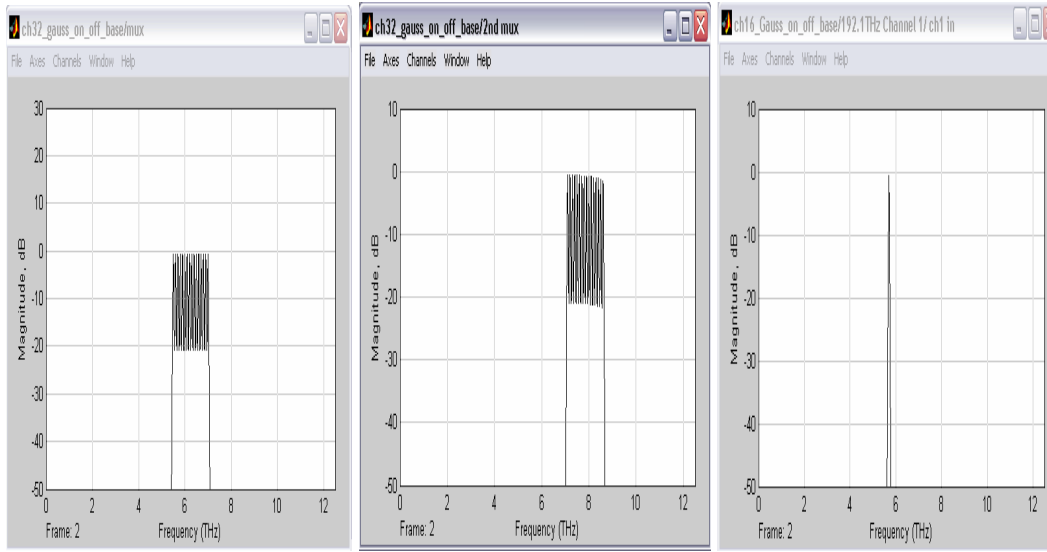 ch32_gauss_on_off_base/mux
File Axes Channels Window Help
30
20
10
0
-10
-20
-30
-40
-50
Magnitude, dB
0 2 4 6 8 10 12
Frame: 2 Frequency (THz)
ch32_gauss_on_off_base/2nd mux
File Axes Channels Window Help
10
0
-10
-20
-30
-40
-50
Magnitude, dB
0 2 4 6 8 10 12
Frame: 2 Frequency (THz)
ch16_Gauss_on_off_base/192.1THz Channel 1/ ch1 in
File Axes Channels Window Help
10
0
-10
-20
-30
-40
-50
Magnitude, dB
0 2 4 6 8 10 12
Frame: 2 Frequency (THz)